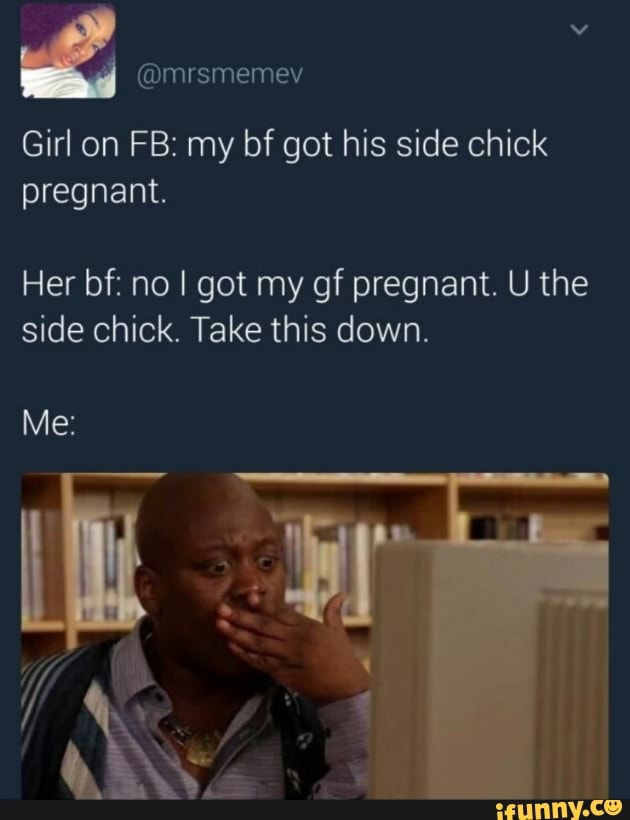 @mrsmemev
Girl on FB: my bf got his side chick
pregnant.
Her bf: no I got my gf pregnant. U the
side chick. Take this down.
Me:
ifunny.co